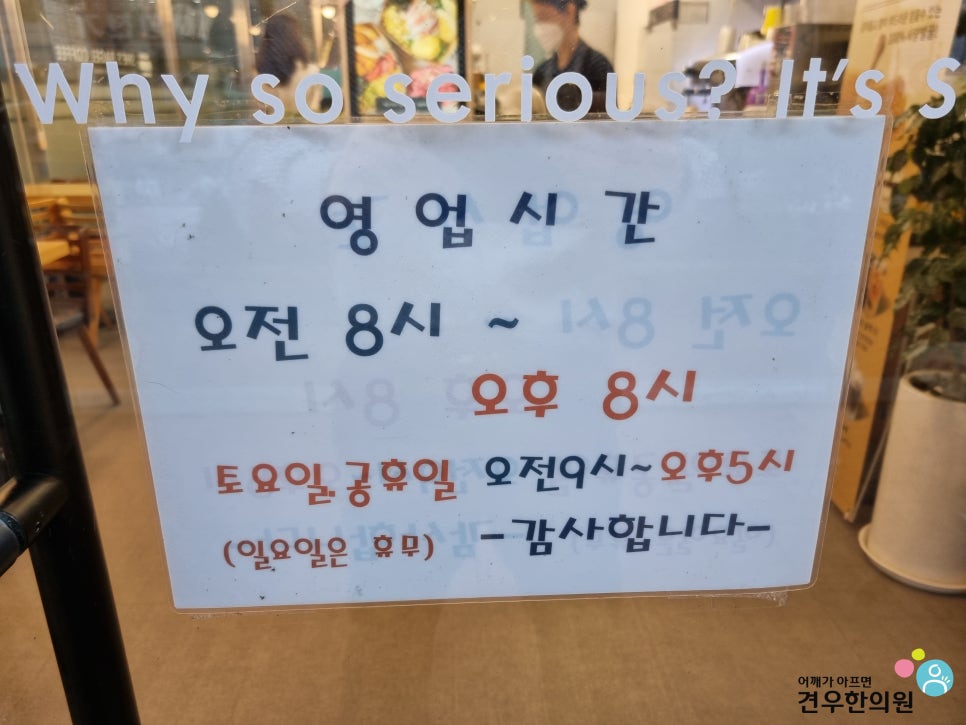 Why so serious? It's S
영업시간
오전 8시 ~
오후 8시
토요일,공휴일 오전9시~오후5시
(일요일은 휴무) -감사합니다-
어깨가 아프면
견우한의원